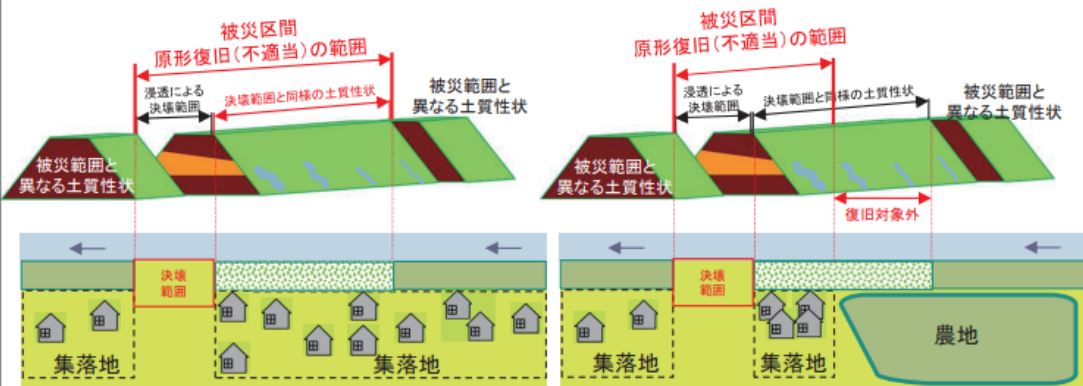 被災区間
原形復旧(不適当)の範囲
浸透による
決壊範囲
決壊範囲と同様の土質性状
被災範囲と
異なる土質性状
被災範囲と
異なる土質性状
決壊
範囲
集落地
集落地
被災区間
原形復旧(不適当)の範囲
浸透による
決壊範囲
決壊範囲と同様の土質性状
被災範囲と
異なる土質性状
被災範囲と
異なる土質性状
復旧対象外
決壊
範囲
集落地
集落地
農地